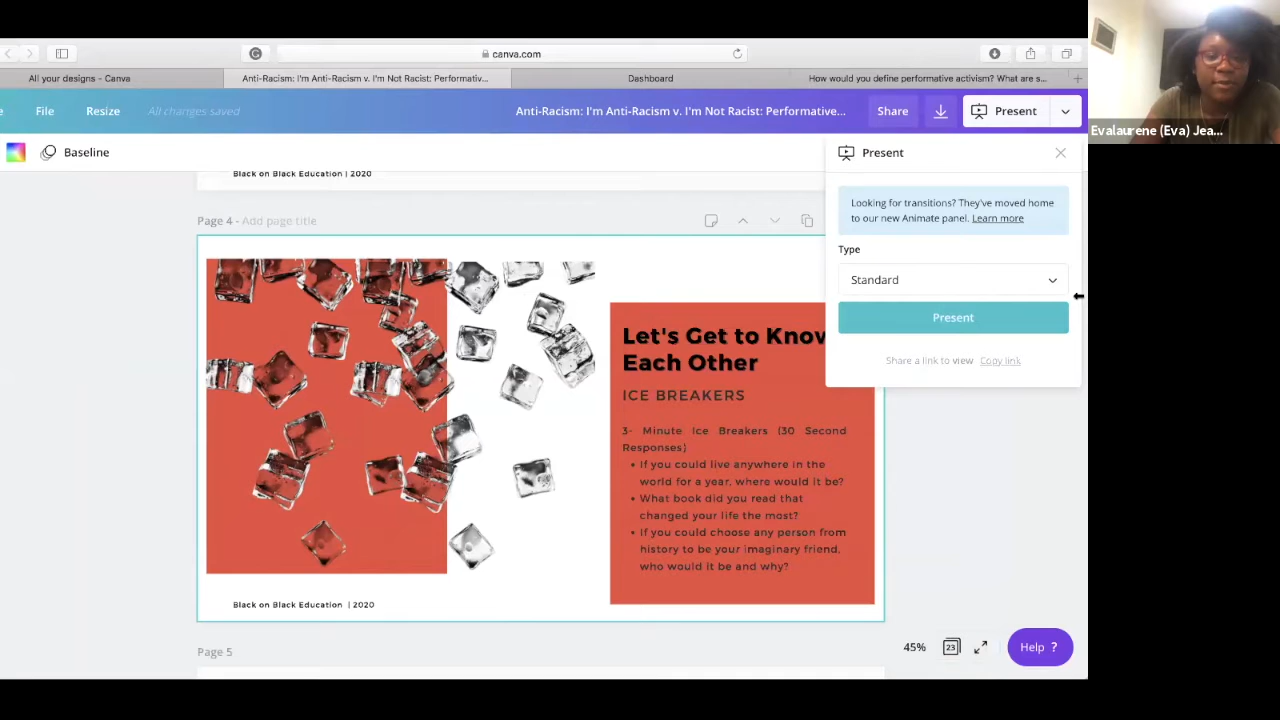 canva.com
All your designs - Canva
Anti-Racism: I'm Anti-Racism v. I'm Not Racist: Performativ...
Dashboard
How would you define performative activism? What are s...
File
Resize
All changes saved
Anti-Racism: I'm Anti-Racism v. I'm Not Racist: Performative...
Share
Present
Evalaurene (Eva) Jea...
Baseline
Present
Black on Black Education | 2020
Looking for transitions? They've moved home
to our new Animate panel. Learn more
Page 4 - Add page title
Type
Standard
Present
Share a link to view Copy link
Let's Get to Know
Each Other
ICE BREAKERS
3- Minute Ice Breakers (30 Second
Responses)
• If you could live anywhere in the
world for a year, where would it be?
• What book did you read that
changed your life the most?
• If you could choose any person from
history to be your imaginary friend,
who would it be and why?
Black on Black Education | 2020
Page 5
45%
23
Help ?